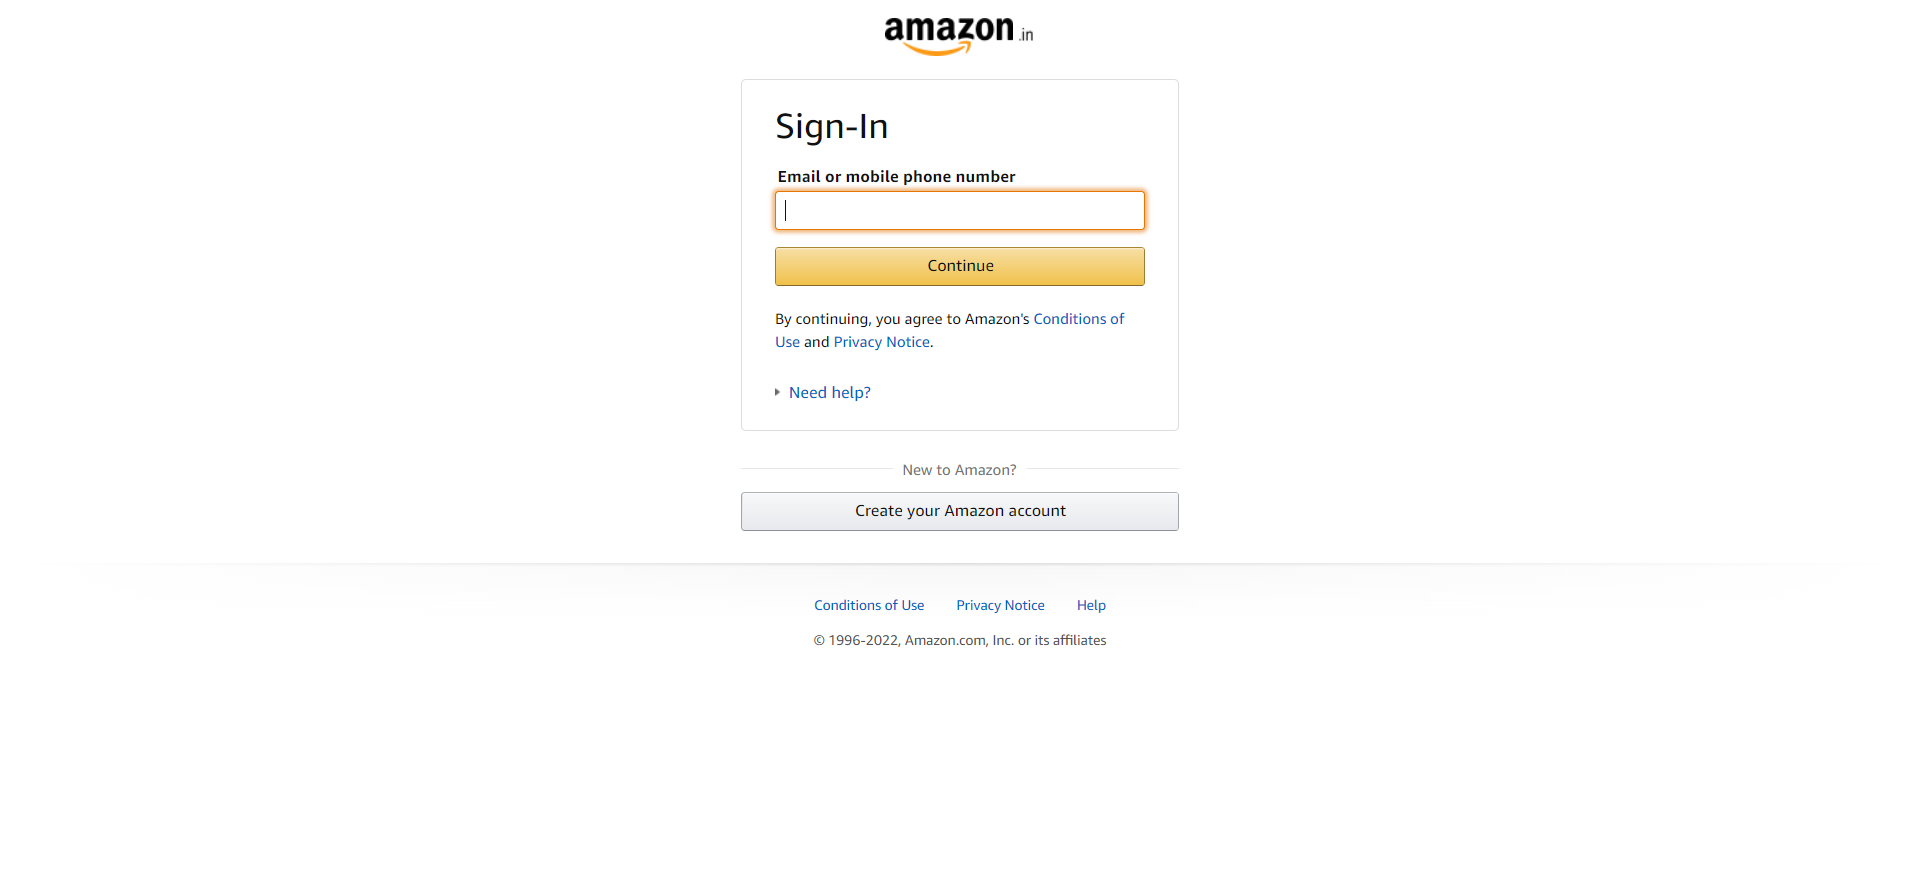 amazon.in
Sign-In
Email or mobile phone number
Continue
By continuing, you agree to Amazon's Conditions of
Use and Privacy Notice.
Need help?
New to Amazon?
Create your Amazon account
Conditions of Use Privacy Notice Help
© 1996-2022, Amazon.com, Inc. or its affiliates